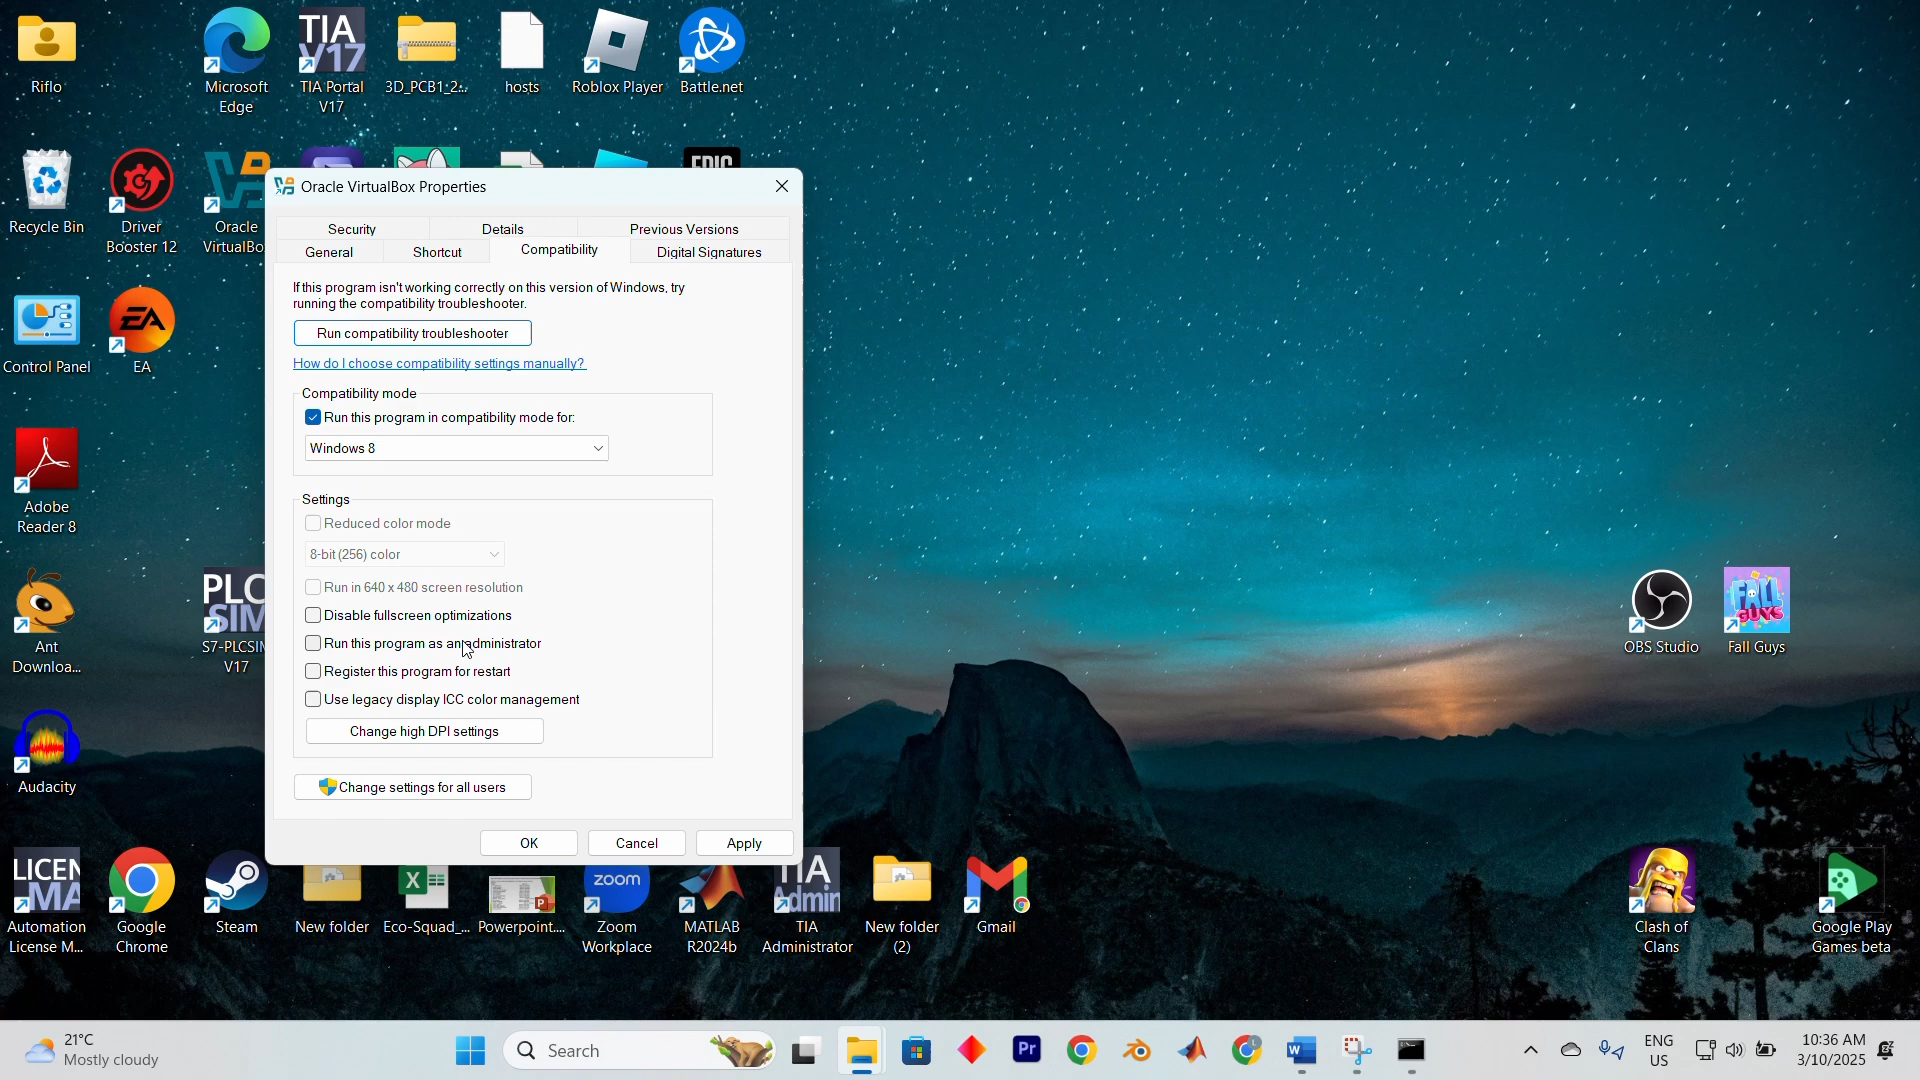 Riflo
Microsoft
Edge
TIA
V17
TIA Portal
V17
3D_PCB1_2...
hosts
Roblox Player
Battle.net
Recycle Bin
Driver
Booster 12
Oracle
VirtualBo
EPIC
Oracle VirtualBox Properties
Security
Details
Previous Versions
General
Shortcut
Compatibility
Digital Signatures
If this program isn't working correctly on this version of Windows, try
running the compatibility troubleshooter.
Run compatibility troubleshooter
How do I choose compatibility settings manually?
Compatibility mode
Run this program in compatibility mode for:
Windows 8
Settings
Reduced color mode
8-bit (256) color
Run in 640 x 480 screen resolution
Disable fullscreen optimizations
Run this program as an administrator
Register this program for restart
Use legacy display ICC color management
Change high DPI settings
Change settings for all users
OK
Cancel
Apply
Control Panel
EA
EA
Adobe
Reader 8
Ant
Downloa...
PLC
SIM
S7-PLCSIM
V17
Audacity
OBS Studio
FALL
GUYS
Fall Guys
LICEN
MA
Automation
License M...
Google
Chrome
Steam
New folder
Eco-Squad_...
Powerpoint....
zoom
Zoom
Workplace
MATLAB
R2024b
TIA
Admin
TIA
Administrator
New folder
(2)
Gmail
Clash of
Clans
Google Play
Games beta
21°C
Mostly cloudy
Search
Pr
L
W
ENG
US
10:36 AM
3/10/2025